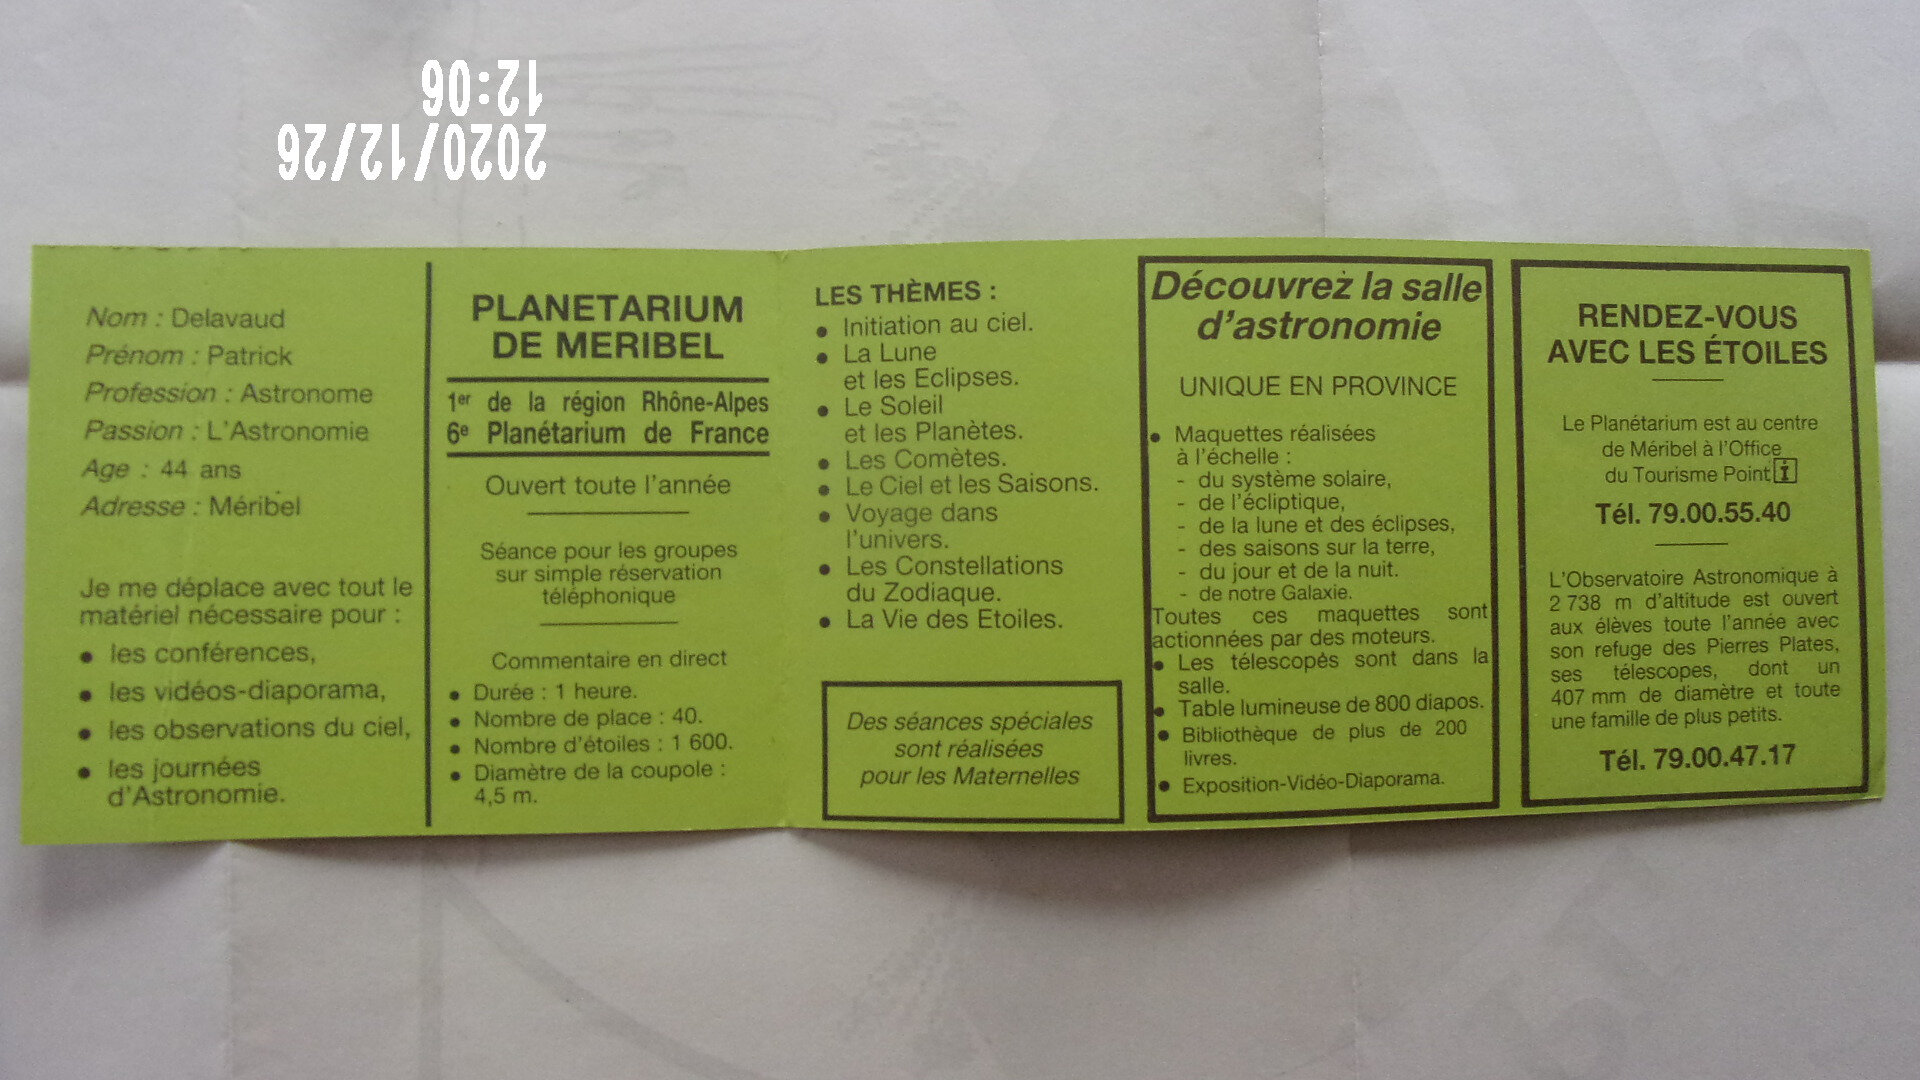 12:06
2020/12/26
Nom : Delavaud
Prénom : Patrick
Profession : Astronome
Passion : L'Astronomie
Age : 44 ans
Adresse : Méribel
Je me déplace avec tout le
matériel nécessaire pour :
● les conférences,
● les vidéos-diaporama,
● les observations du ciel,
● les journées
d'Astronomie.
PLANETARIUM
DE MERIBEL
1er de la région Rhône-Alpes
6e Planétarium de France
Ouvert toute l'année
Séance pour les groupes
sur simple réservation
téléphonique
Commentaire en direct
● Durée : 1 heure.
● Nombre de place : 40.
● Nombre d'étoiles : 1 600.
● Diamètre de la coupole :
4,5 m.
LES THÈMES :
● Initiation au ciel.
● La Lune
et les Eclipses.
● Le Soleil
et les Planètes.
● Les Comètes.
● Le Ciel et les Saisons.
● Voyage dans
l'univers.
● Les Constellations
du Zodiaque.
● La Vie des Etoiles.
Des séances spéciales
sont réalisées
pour les Maternelles
Découvrez la salle
d'astronomie
UNIQUE EN PROVINCE
● Maquettes réalisées
à l'échelle :
- du système solaire,
- de l'écliptique,
- de la lune et des éclipses,
- des saisons sur la terre,
- du jour et de la nuit.
- de notre Galaxie.
Toutes ces maquettes sont
actionnées par des moteurs.
● Les télescopès sont dans la
salle.
● Table lumineuse de 800 diapos.
● Bibliothèque de plus de 200
livres.
● Exposition-Vidéo-Diaporama.
RENDEZ-VOUS
AVEC LES ÉTOILES
Le Planétarium est au centre
de Méribel à l'Office
du Tourisme Point i
Tél. 79.00.55.40
L'Observatoire Astronomique à
2 738 m d'altitude est ouvert
aux élèves toute l'année avec
son refuge des Pierres Plates,
ses télescopes, dont un
407 mm de diamètre et toute
une famille de plus petits.
Tél. 79.00.47.17